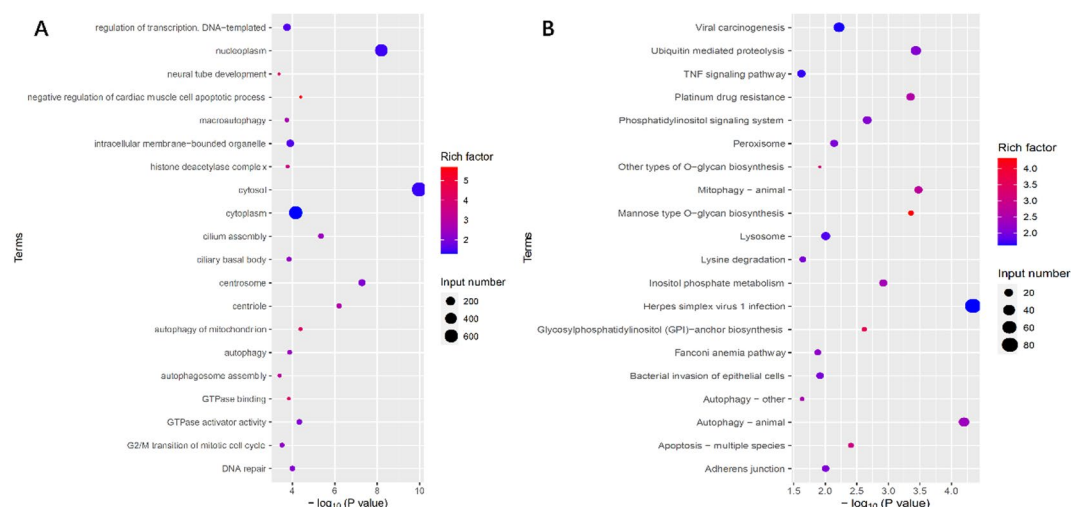 A
regulation of transcription, DNA−templated
nucleoplasm
neural tube development
negative regulation of cardiac muscle cell apoptotic process
macroautophagy
intracellular membrane−bounded organelle
histone deacetylase complex
cytosol
cytoplasm
cilium assembly
ciliary basal body
centrosome
centriole
autophagy of mitochondrion
autophagy
autophagosome assembly
GTPase binding
GTPase activator activity
G2/M transition of mitotic cell cycle
DNA repair
Terms
4 6 8 10
− log10 (P value)
Rich factor
5
4
3
2
Input number
200
400
600
B
Viral carcinogenesis
Ubiquitin mediated proteolysis
TNF signaling pathway
Platinum drug resistance
Phosphatidylinositol signaling system
Peroxisome
Other types of O−glycan biosynthesis
Mitophagy − animal
Mannose type O−glycan biosynthesis
Lysosome
Lysine degradation
Inositol phosphate metabolism
Herpes simplex virus 1 infection
Glycosylphosphatidylinositol (GPI)−anchor biosynthesis
Fanconi anemia pathway
Bacterial invasion of epithelial cells
Autophagy − other
Autophagy − animal
Apoptosis − multiple species
Adherens junction
Terms
1.5 2.0 2.5 3.0 3.5 4.0
− log10 (P value)
Rich factor
4.0
3.5
3.0
2.5
2.0
Input number
20
40
60
80